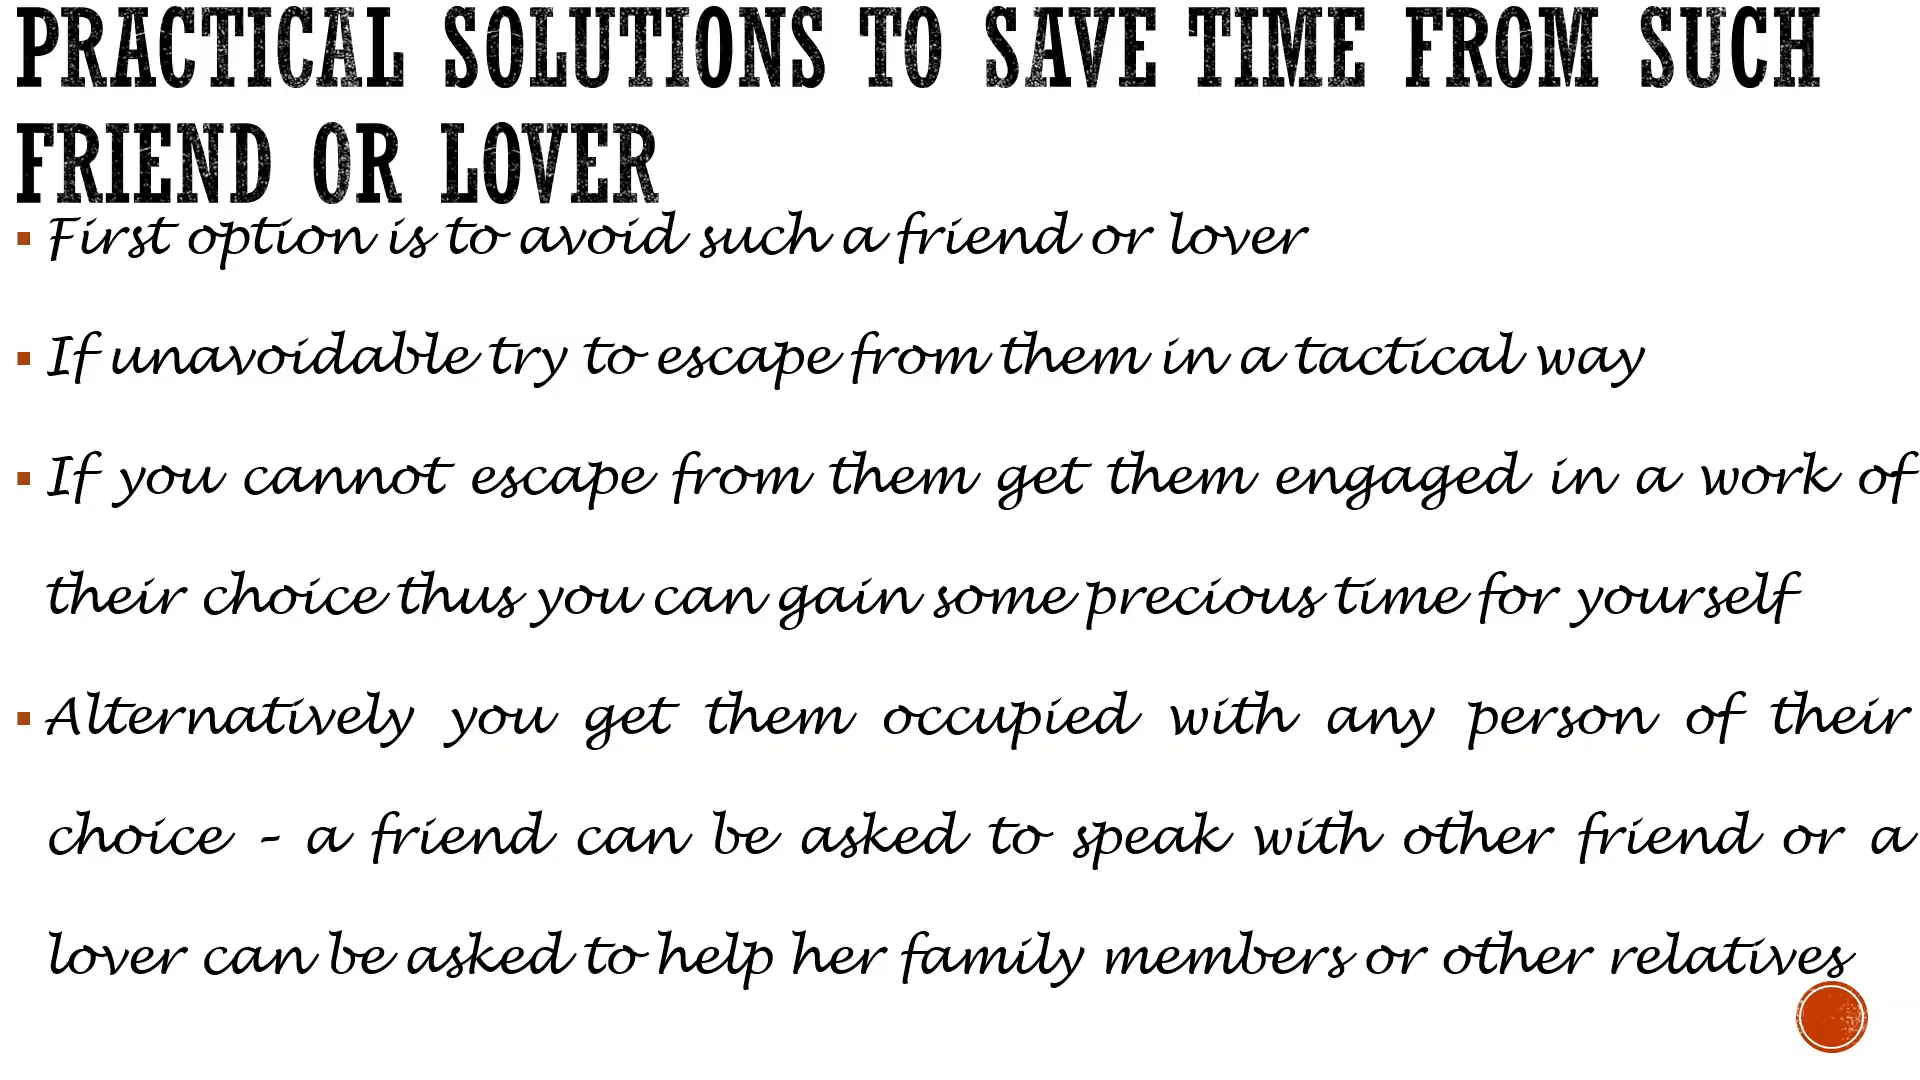 PRACTICAL SOLUTIONS TO SAVE TIME FROM SUCH
FRIEND OR LOVER
First option is to avoid such a friend or lover
If unavoidable try to escape from them in a tactical way
If you cannot escape from them get them engaged in a work of
their choice thus you can gain some precious time for yourself
Alternatively you get them occupied with any person of their
choice – a friend can be asked to speak with other friend or a
lover can be asked to help her family members or other relatives